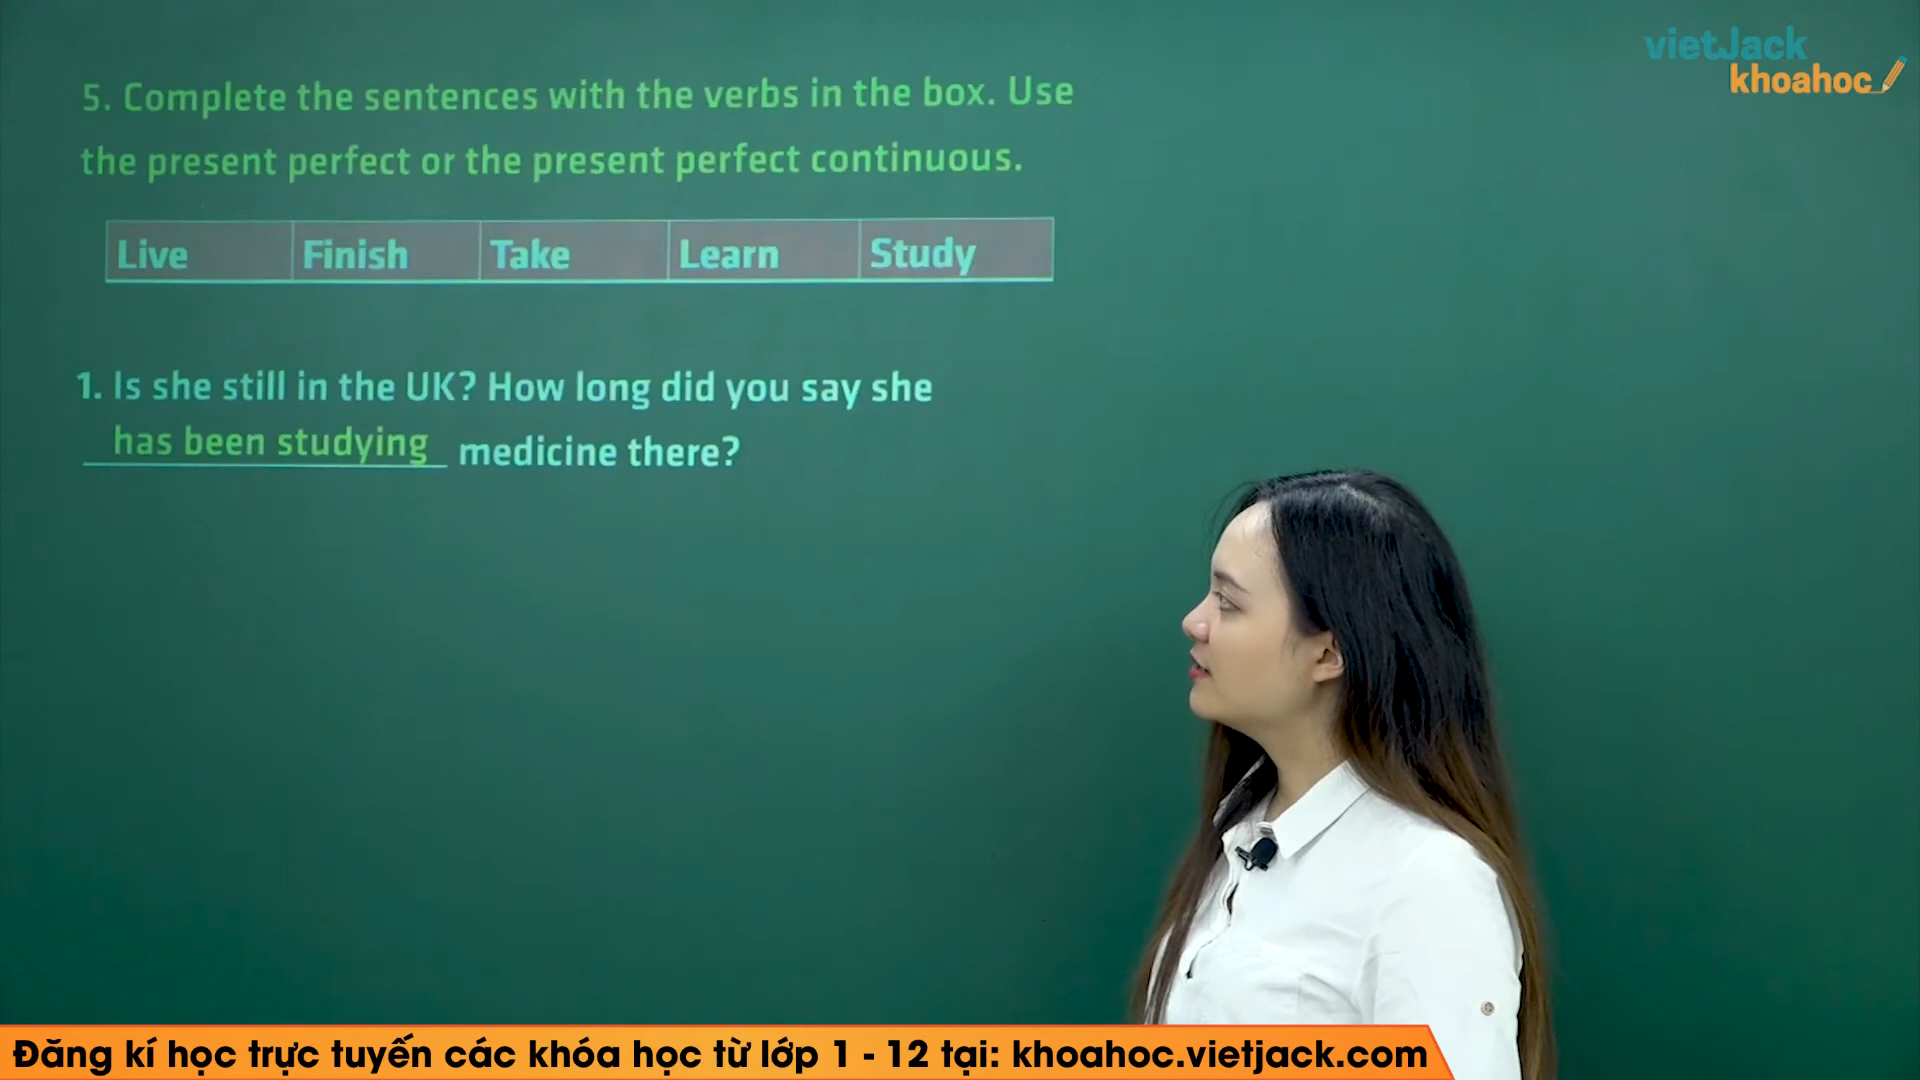 vietJack
khoahoc
5. Complete the sentences with the verbs in the box. Use
the present perfect or the present perfect continuous.
Live Finish Take Learn Study
1. Is she still in the UK? How long did you say she
has been studying medicine there?
Đăng kí học trực tuyến các khóa học từ lớp 1 - 12 tại: khoahoc.vietjack.com